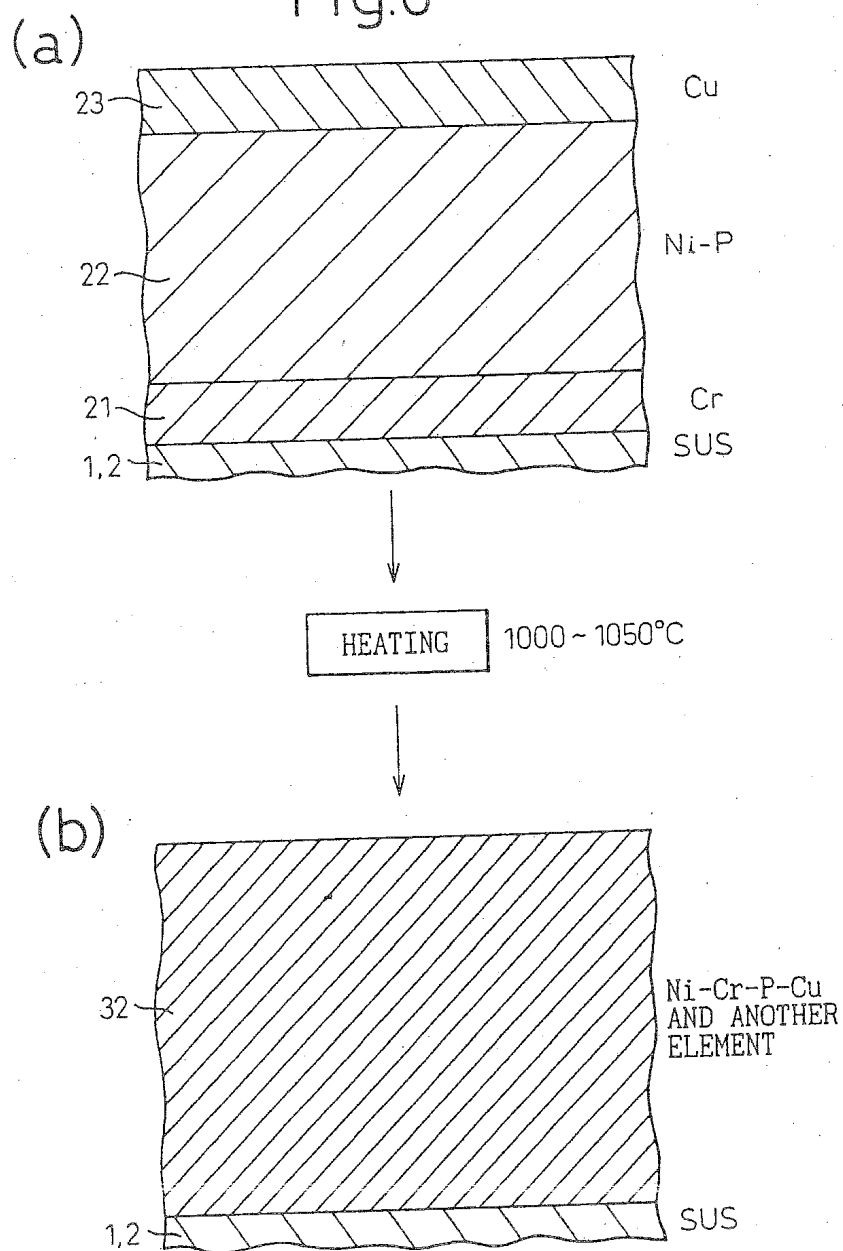 (a)
23
Cu
22
Ni-P
21
Cr
1,2
SUS
HEATING
1000~1050°C
(b)
32
Ni-Cr-P-Cu
AND ANOTHER
ELEMENT
1,2
SUS